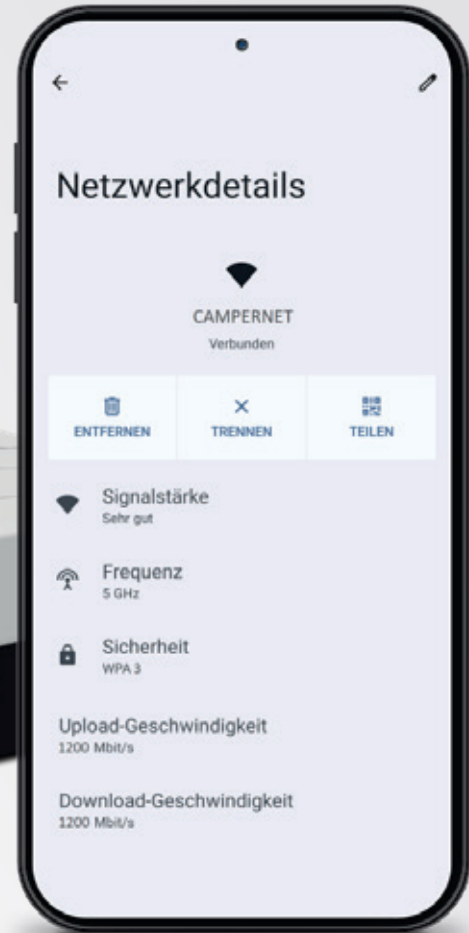 Netzwerkdetails
CAMPERNET
Verbunden
ENTFERNEN
TRENNEN
TEILEN
Signalstärke
Sehr gut
Frequenz
5 GHz
Sicherheit
WPA 3
Upload-Geschwindigkeit
1200 Mbit/s
Download-Geschwindigkeit
1200 Mbit/s